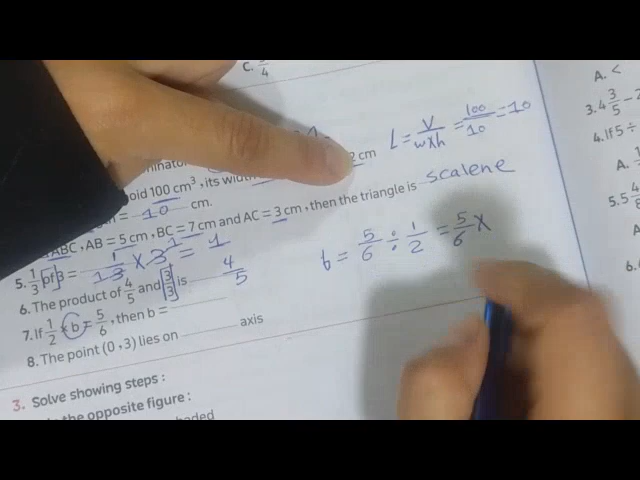 C. 3/4
A. <
3. 4 3/5 -
4. If 5 ÷
A.
5. 5 4/8
A.
oid 100 cm³, its width 2 cm
L = V/w×h = 100/10 = 10
= 10 cm.
ABC, AB = 5 cm, BC = 7 cm and AC = 3 cm, then the triangle is scalene
5. 1/3 of 3 = 1/13 × 3 1 = 1
6. The product of 4/5 and 3/3 is 4/5
7. If 1/2 × b = 5/6, then b =
b = 5/6 ÷ 1/2 = 5/6 ×
8. The point (0, 3) lies on axis
3. Solve showing steps :
the opposite figure :